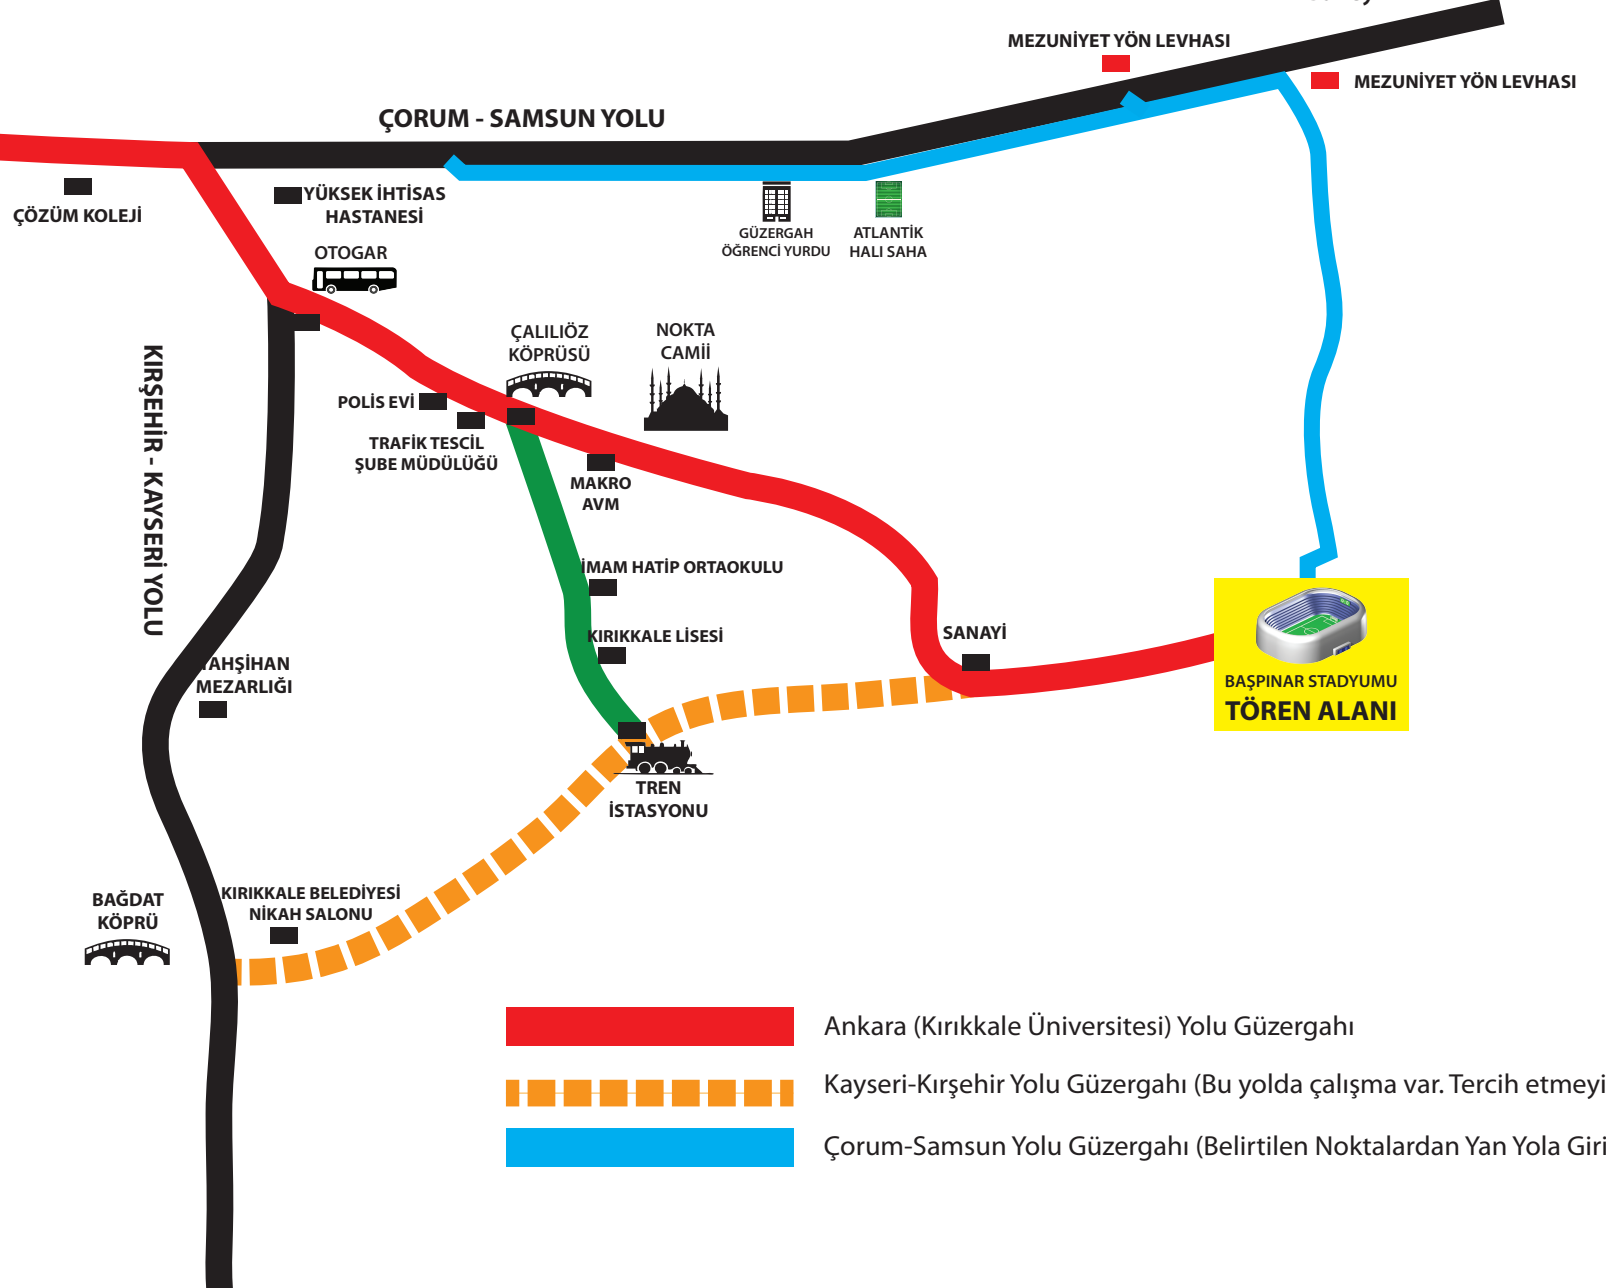 MEZUNİYET YÖN LEVHASI
MEZUNİYET YÖN LEVHASI
ÇORUM - SAMSUN YOLU
ÇÖZÜM KOLEJİ
YÜKSEK İHTİSAS
HASTANESİ
OTOGAR
GÜZERGAH
ÖĞRENCİ YURDU
ATLANTİK
HALI SAHA
KIRŞEHİR - KAYSERİ YOLU
ÇALILIÖZ
KÖPRÜSÜ
NOKTA
CAMİİ
POLİS EVİ
TRAFİK TESCİL
ŞUBE MÜDÜLÜĞÜ
MAKRO
AVM
İMAM HATİP ORTAOKULU
KIRIKKALE LİSESİ
SANAYİ
YAHŞİHAN
MEZARLIĞI
BAŞPINAR STADYUMU
TÖREN ALANI
TREN
İSTASYONU
BAĞDAT
KÖPRÜ
KIRIKKALE BELEDİYESİ
NİKAH SALONU
Ankara (Kırıkkale Üniversitesi) Yolu Güzergahı
Kayseri-Kırşehir Yolu Güzergahı (Bu yolda çalışma var. Tercih etmeyi
Çorum-Samsun Yolu Güzergahı (Belirtilen Noktalardan Yan Yola Giri